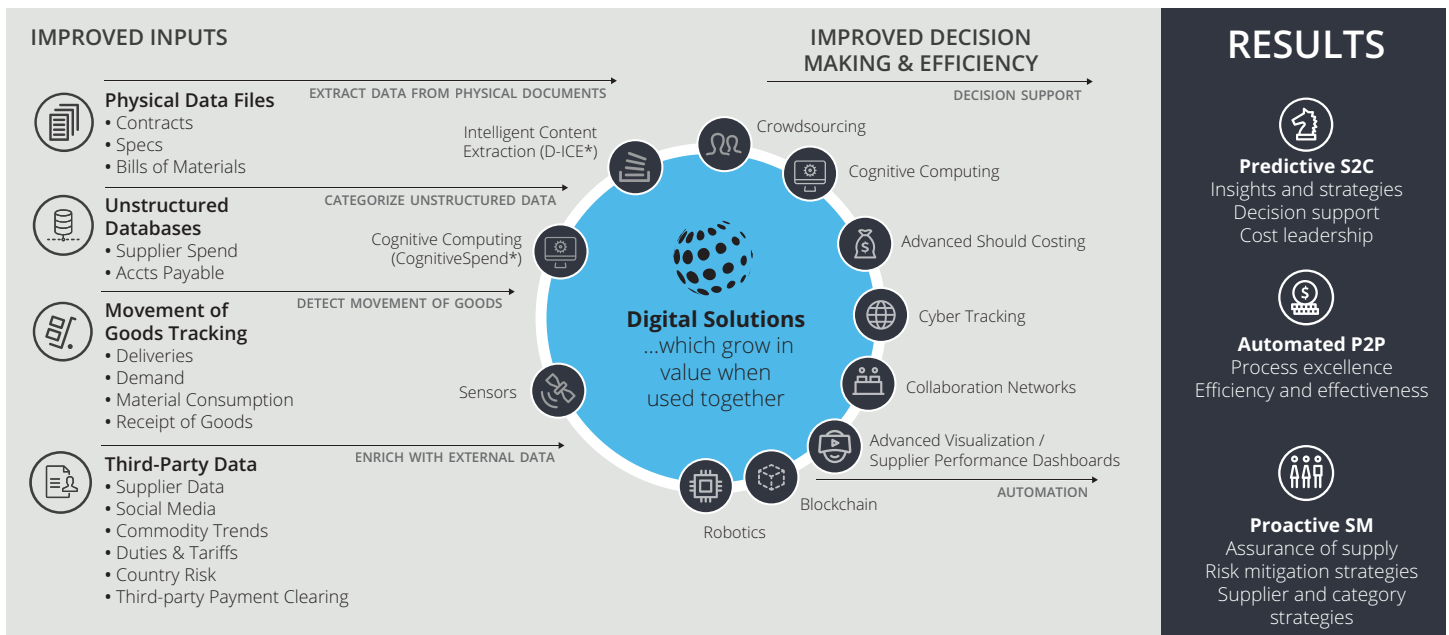 IMPROVED INPUTS
EXTRACT DATA FROM PHYSICAL DOCUMENTS
Physical Data Files
• Contracts
• Specs
• Bills of Materials
CATEGORIZE UNSTRUCTURED DATA
Unstructured
Databases
• Supplier Spend
• Accts Payable
DETECT MOVEMENT OF GOODS
Movement of
Goods Tracking
• Deliveries
• Demand
• Material Consumption
• Receipt of Goods
ENRICH WITH EXTERNAL DATA
Third-Party Data
• Supplier Data
• Social Media
• Commodity Trends
• Duties & Tariffs
• Country Risk
• Third-party Payment Clearing
Intelligent Content
Extraction (D-ICE*)
Cognitive Computing
(CognitiveSpend*)
Sensors
Digital Solutions
...which grow in
value when
used together
IMPROVED DECISION
MAKING & EFFICIENCY
DECISION SUPPORT
Crowdsourcing
Cognitive Computing
Advanced Should Costing
Cyber Tracking
Collaboration Networks
Advanced Visualization /
Supplier Performance Dashboards
AUTOMATION
Blockchain
Robotics
RESULTS
Predictive S2C
Insights and strategies
Decision support
Cost leadership
$
Automated P2P
Process excellence
Efficiency and effectiveness
Proactive SM
Assurance of supply
Risk mitigation strategies
Supplier and category
strategies